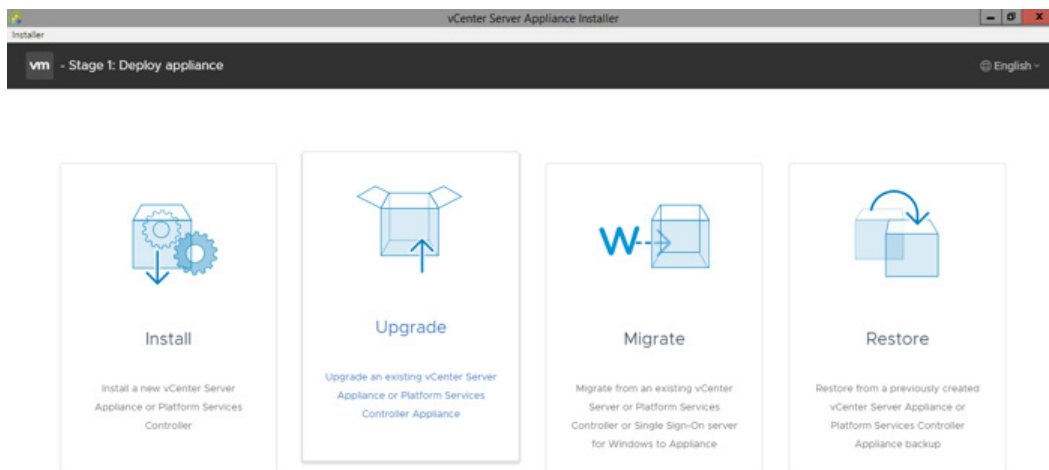 vCenter Server Appliance Installer
Installer
vm - Stage 1: Deploy appliance
English
Install
Install a new vCenter Server
Appliance or Platform Services
Controller
Upgrade
Upgrade an existing vCenter Server
Appliance or Platform Services
Controller Appliance
W
Migrate
Migrate from an existing vCenter
Server or Platform Services
Controller or Single Sign-On server
for Windows to Appliance
Restore
Restore from a previously created
vCenter Server Appliance or
Platform Services Controller
Appliance backup